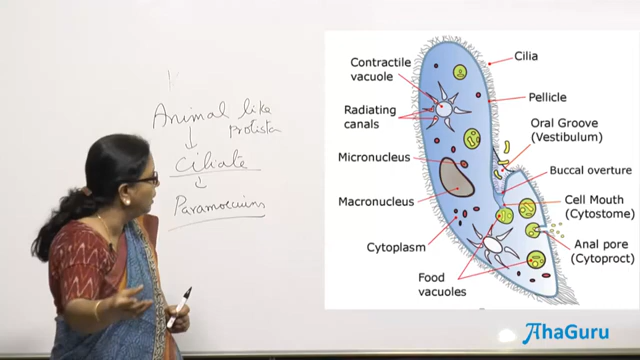 Animal like
protista
ciliate
Paramoecium
Contractile
vacuole
Radiating
canals
Micronucleus
Macronucleus
Cytoplasm
Food
vacuoles
Cilia
Pellicle
Oral Groove
(Vestibulum)
Buccal overture
Cell Mouth
(Cytostome)
Anal pore
(Cytoproct)
AhaGuru